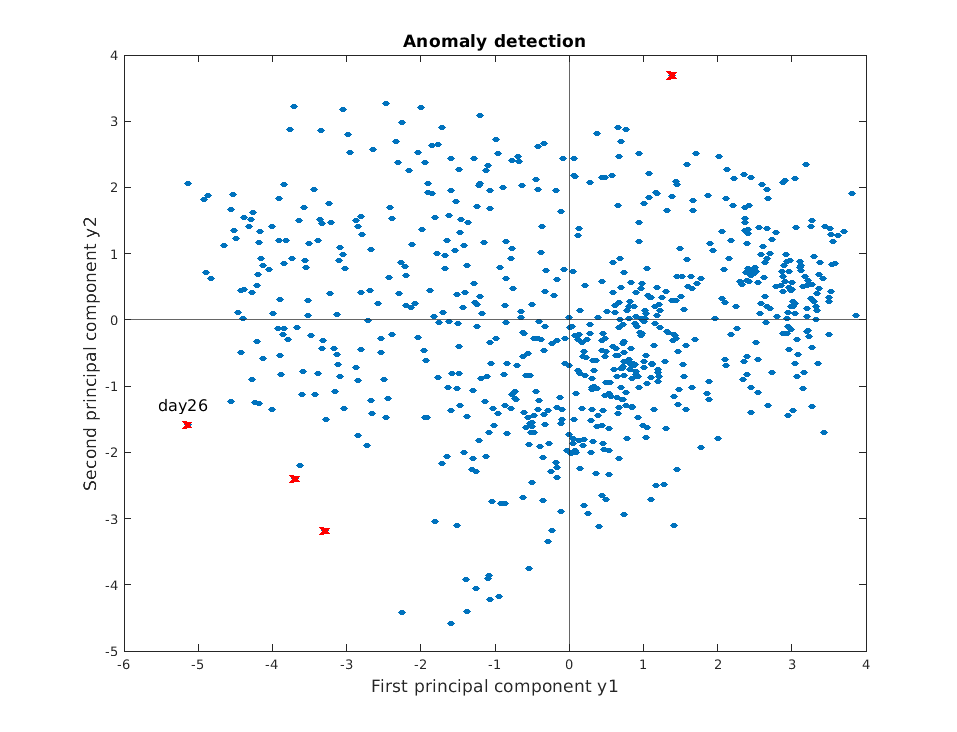 Anomaly detection
4
3
2
1
0
-1
-2
-3
-4
-5
Second principal component y2
day26
-6 -5 -4 -3 -2 -1 0 1 2 3 4
First principal component y1